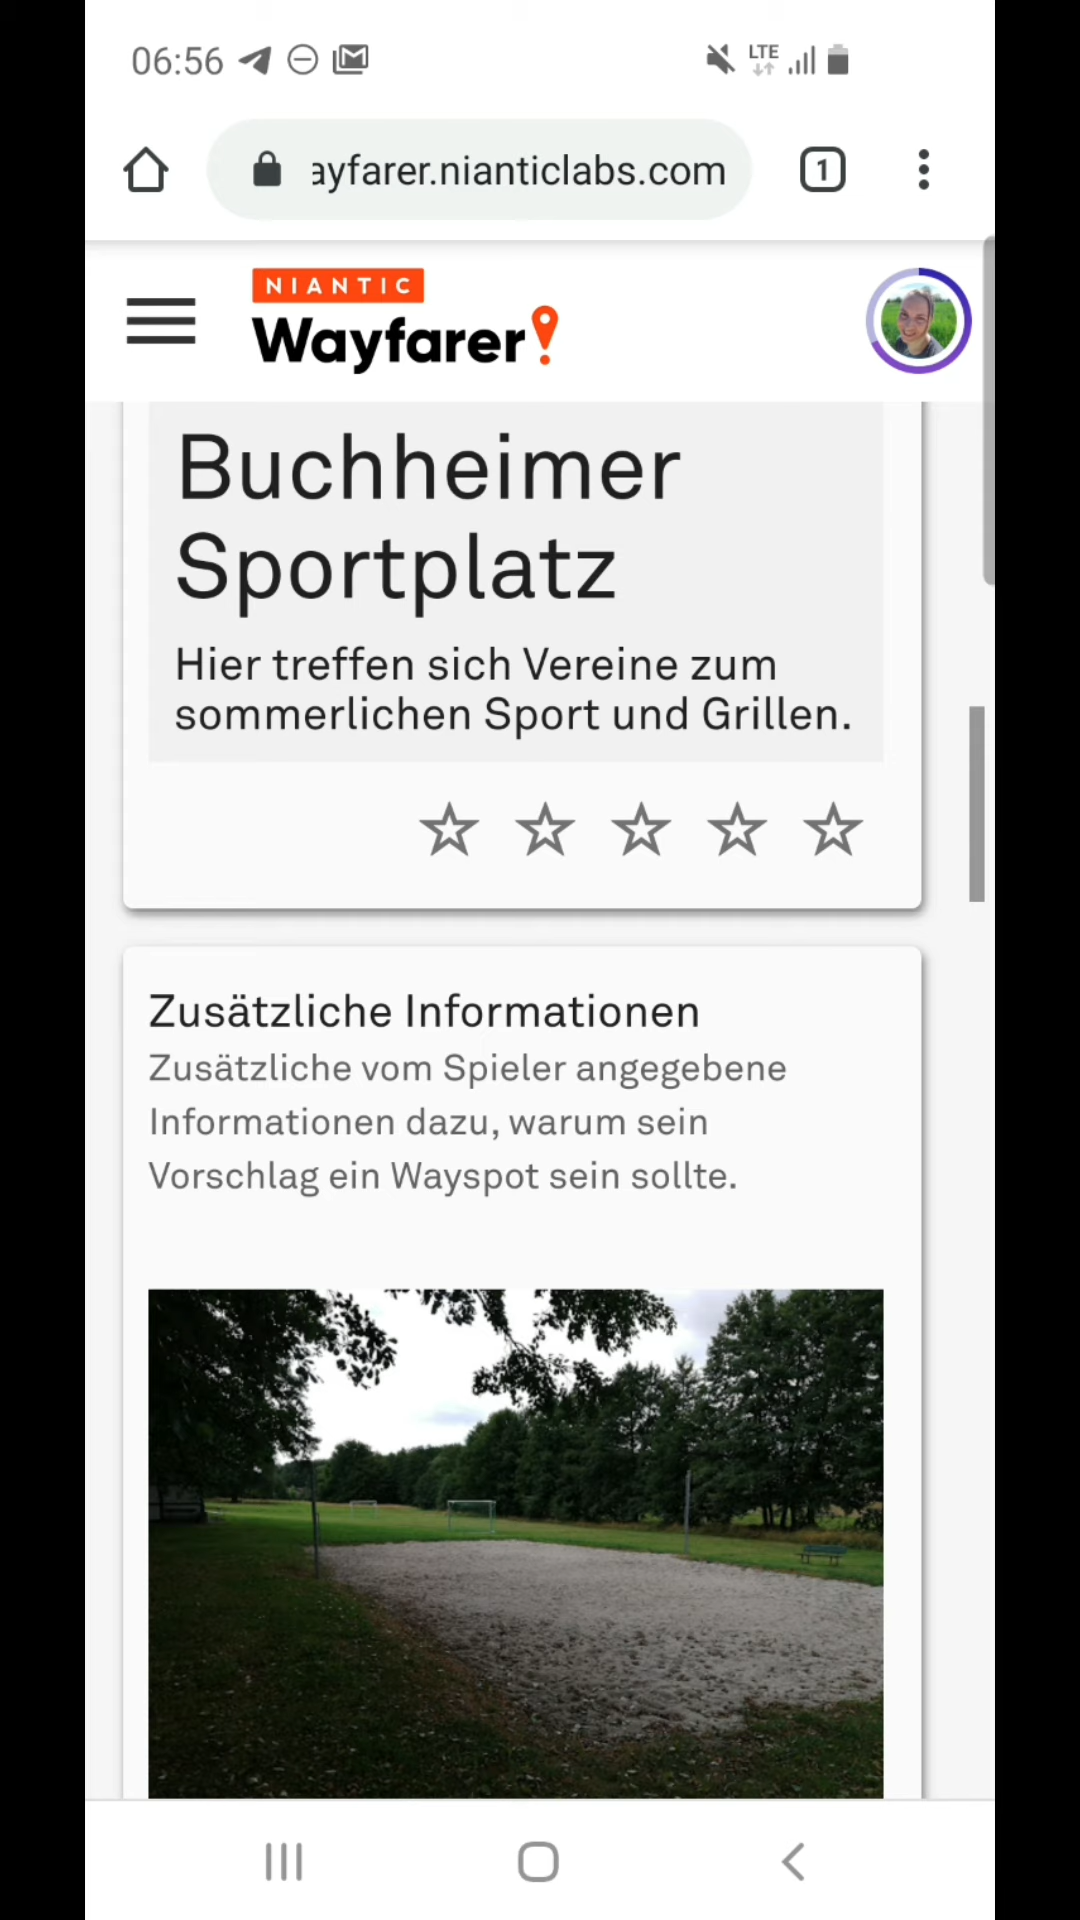 06:56
LTE
ayfarer.nianticlabs.com
1
NIANTIC
Wayfarer
Buchheimer
Sportplatz
Hier treffen sich Vereine zum
sommerlichen Sport und Grillen.
Zusätzliche Informationen
Zusätzliche vom Spieler angegebene
Informationen dazu, warum sein
Vorschlag ein Wayspot sein sollte.